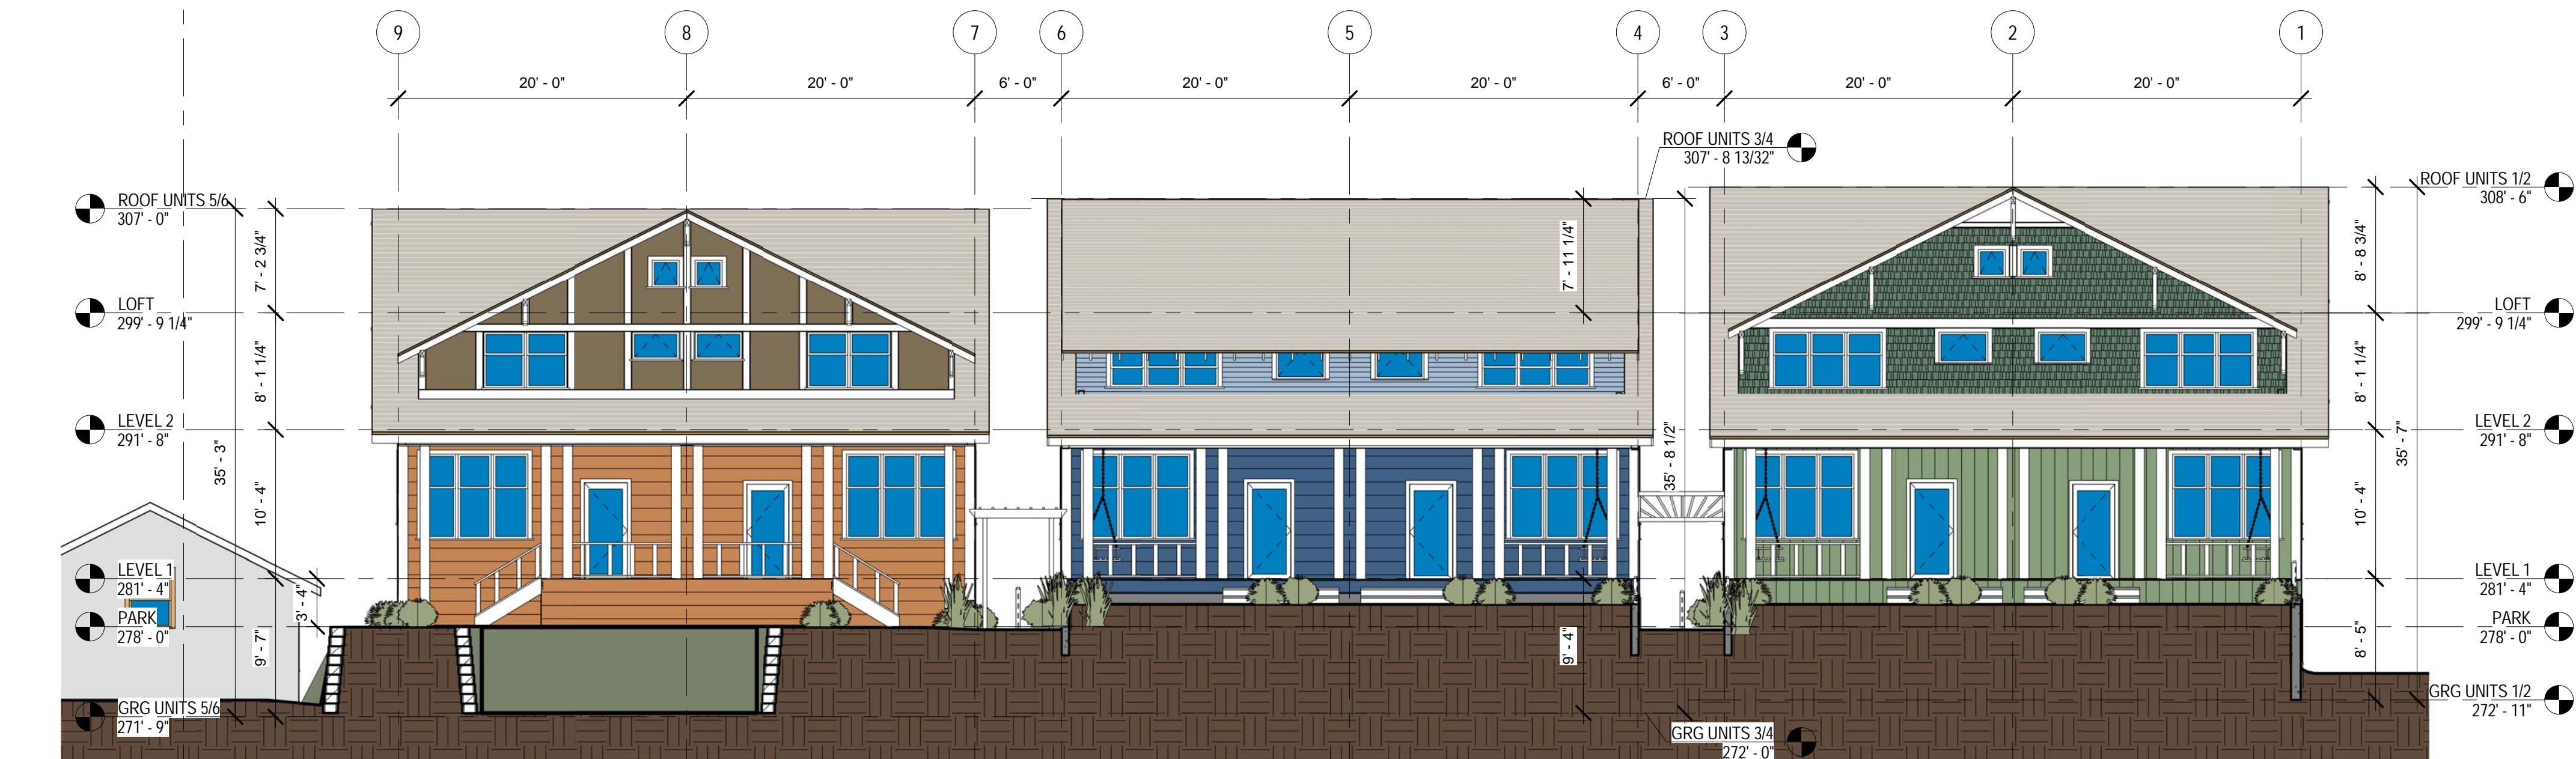 9
8
7
6
5
4
3
2
1
20' - 0"
20' - 0"
6' - 0"
20' - 0"
20' - 0"
6' - 0"
20' - 0"
20' - 0"
ROOF UNITS 3/4
307' - 8 13/32"
ROOF UNITS 5/6
307' - 0"
LOFT
299' - 9 1/4"
LEVEL 2
291' - 8"
LEVEL 1
281' - 4"
PARK
278' - 0"
GRG UNITS 5/6
271' - 9"
35' - 3"
7' - 2 3/4"
8' - 1 1/4"
10' - 4"
9' - 7"
3' - 4"
7' - 11 1/4"
35' - 8 1/2"
9' - 4"
GRG UNITS 3/4
272' - 0"
8' - 8 3/4"
8' - 1 1/4"
10' - 4"
8' - 5"
35' - 7"
ROOF UNITS 1/2
308' - 6"
LOFT
299' - 9 1/4"
LEVEL 2
291' - 8"
LEVEL 1
281' - 4"
PARK
278' - 0"
GRG UNITS 1/2
272' - 11"